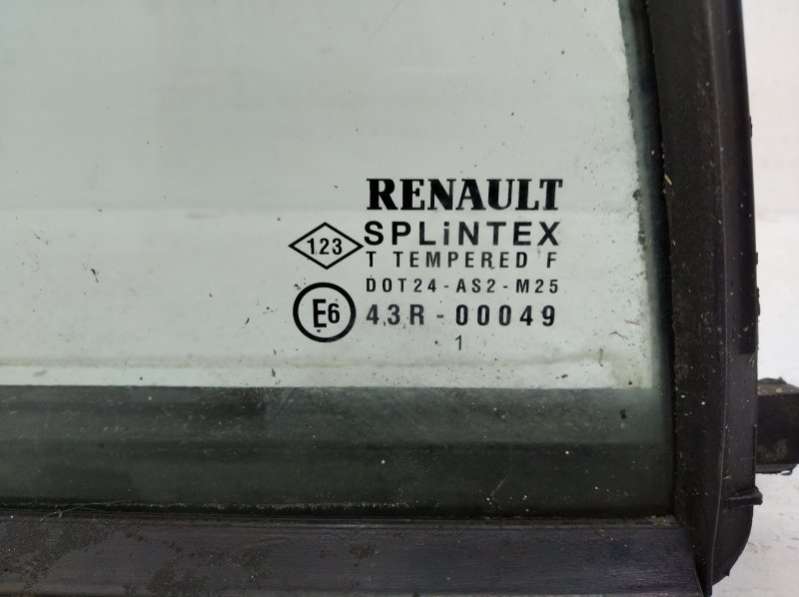 RENAULT
123
SPLiNTEX
T TEMPERED F
DOT24-AS2-M25
E6
43R-00049
1